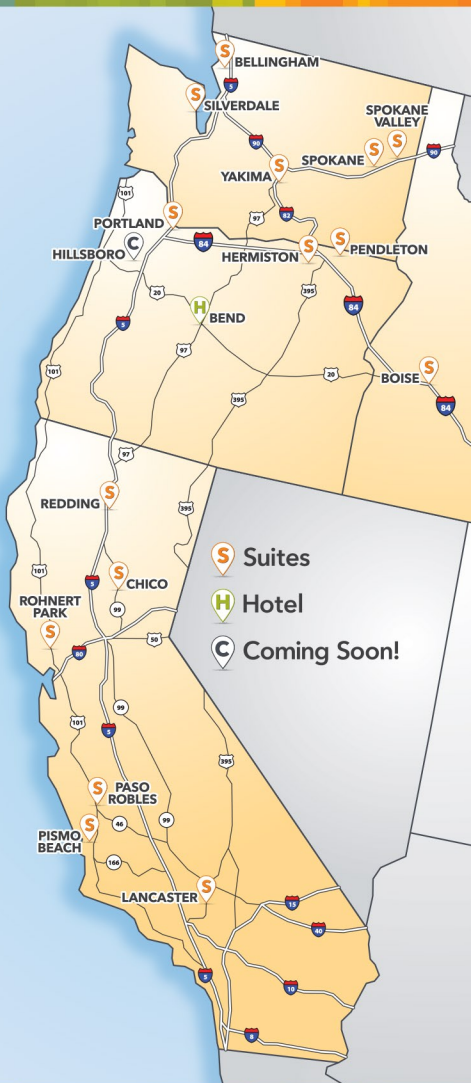 BELLINGHAM
5
S
S
SILVERDALE
SPOKANE
VALLEY
90
S
S
SPOKANE
90
S
YAKIMA
101
S
82
97
PORTLAND
C
HILLSBORO
84
S
HERMISTON
S
PENDLETON
20
395
H
BEND
84
5
97
101
20
S
BOISE
395
84
97
S
REDDING
395
S
Suites
101
5
S
CHICO
H
Hotel
99
ROHNERT
PARK
S
50
C
Coming Soon!
80
99
101
5
395
S
PASO
ROBLES
S
46
99
PISMO
BEACH
166
S
LANCASTER
15
40
5
10
8